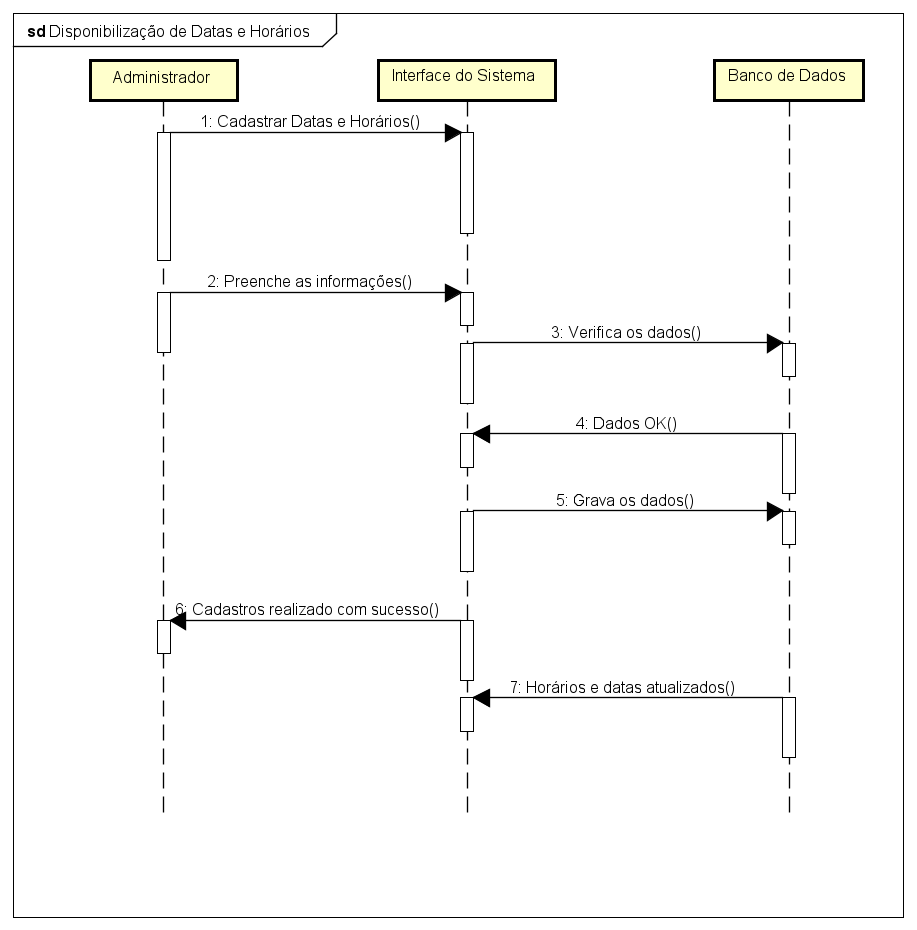 sd Disponibilização de Datas e Horários
Administrador
Interface do Sistema
Banco de Dados
1: Cadastrar Datas e Horários()
2: Preenche as informações()
3: Verifica os dados()
4: Dados OK()
5: Grava os dados()
6: Cadastros realizado com sucesso()
7: Horários e datas atualizados()